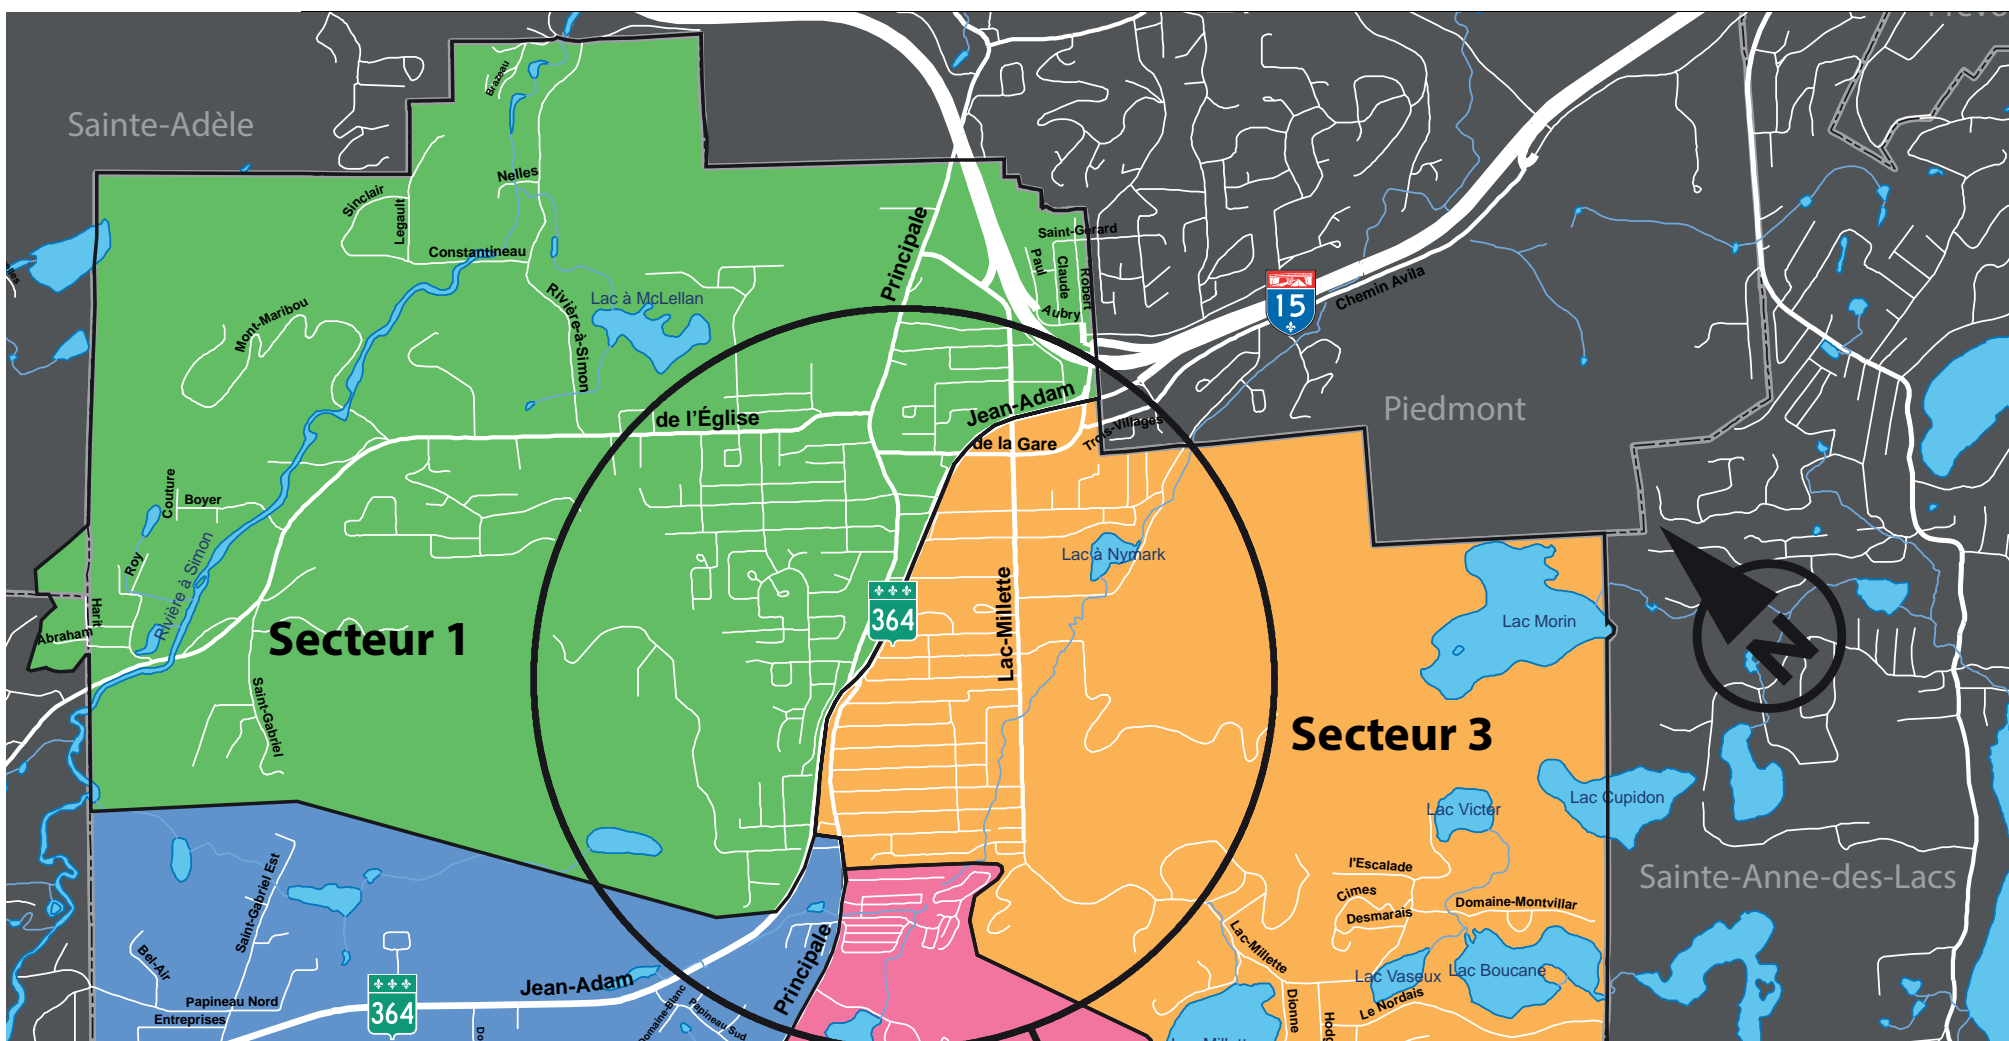 Sainte-Adèle
Brazeau
Nelles
Sinclair
Legault
Constantineau
Principale
Saint-Gérard
Paul
Claude
Robert
Aubry
15
Chemin Avila
Lac à McLellan
Rivière-à-Simon
Mont-Maribou
de l'Église
Jean-Adam
de la Gare
Trois-Villages
Piedmont
Couture
Boyer
Roy
Rivière à Simon
Harit
Abraham
Secteur 1
Saint-Gabriel
364
Lac à Nymark
Lac-Millette
Lac Morin
N
Secteur 3
Lac Victor
Lac Cupidon
Sainte-Anne-des-Lacs
l'Escalade
Cimes
Desmarais
Domaine-Montvillar
Lac-Millette
Lac Vaseux
Lac Boucane
Le Nordais
Dionne
Saint-Gabriel Est
Bel-Air
Papineau Nord
Entreprises
364
Jean-Adam
Domaine-Blanc
Papineau Sud
Principale